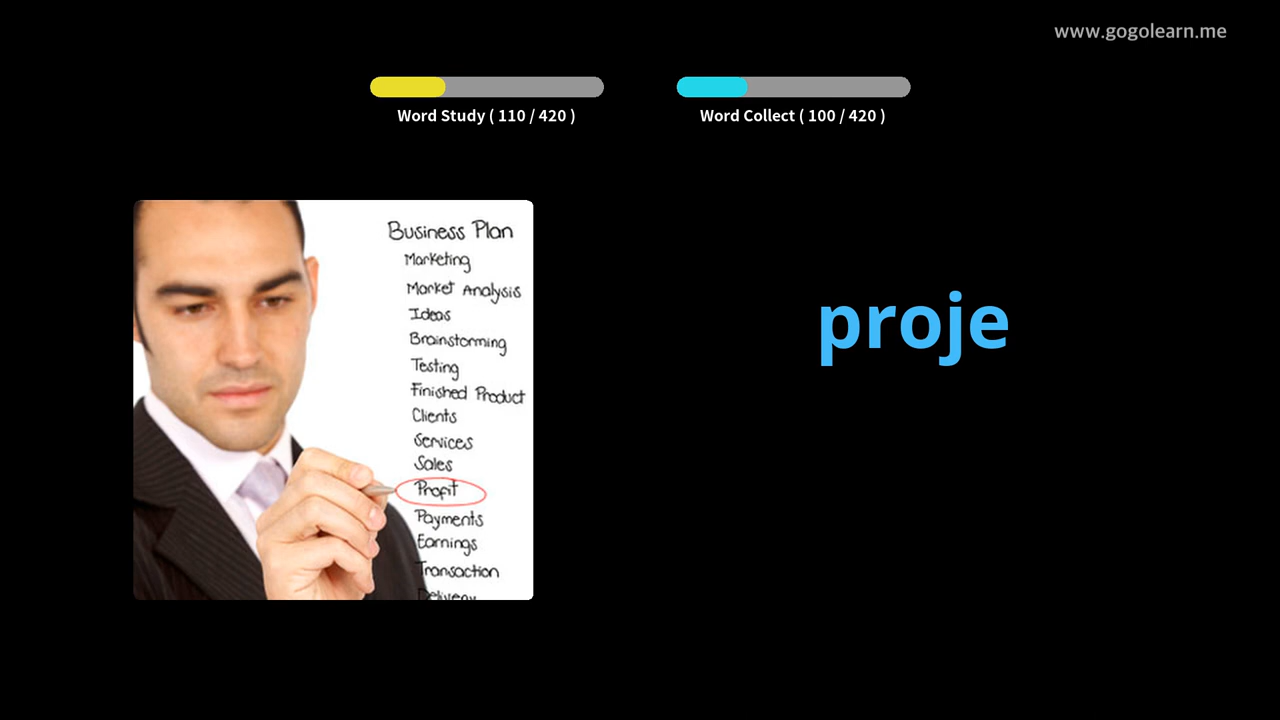 www.gogolearn.me
Word Study ( 110 / 420 )
Word Collect ( 100 / 420 )
Business Plan
Marketing
Market Analysis
Ideas
Brainstorming
Testing
Finished Product
Clients
Services
Sales
Profit
Payments
Earnings
Transaction
Delivery
proje